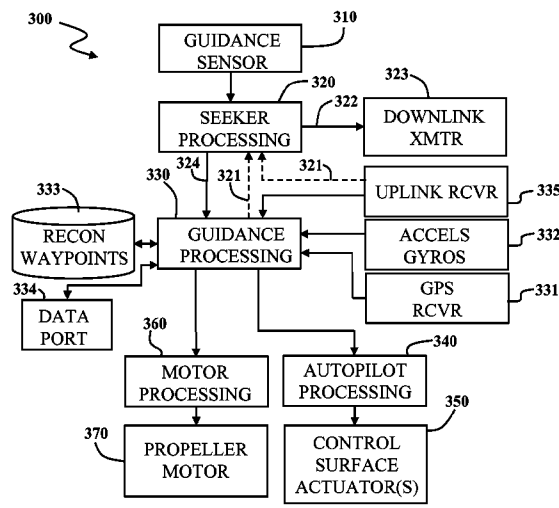 300
310
GUIDANCE
SENSOR
320
323
SEEKER
PROCESSING
322
DOWNLINK
XMTR
324
321
321
333
330
UPLINK RCVR
335
RECON
WAYPOINTS
GUIDANCE
PROCESSING
ACCELS
GYROS
332
334
DATA
PORT
GPS
RCVR
331
360
340
MOTOR
PROCESSING
AUTOPILOT
PROCESSING
350
370
PROPELLER
MOTOR
CONTROL
SURFACE
ACTUATOR(S)